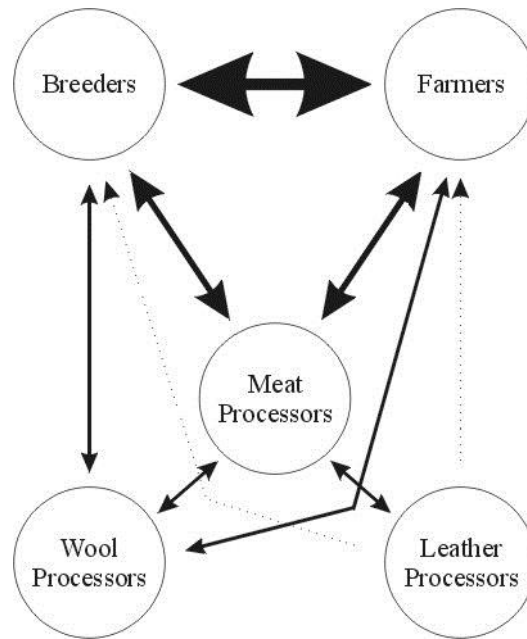 Breeders
Farmers
Meat
Processors
Wool
Processors
Leather
Processors